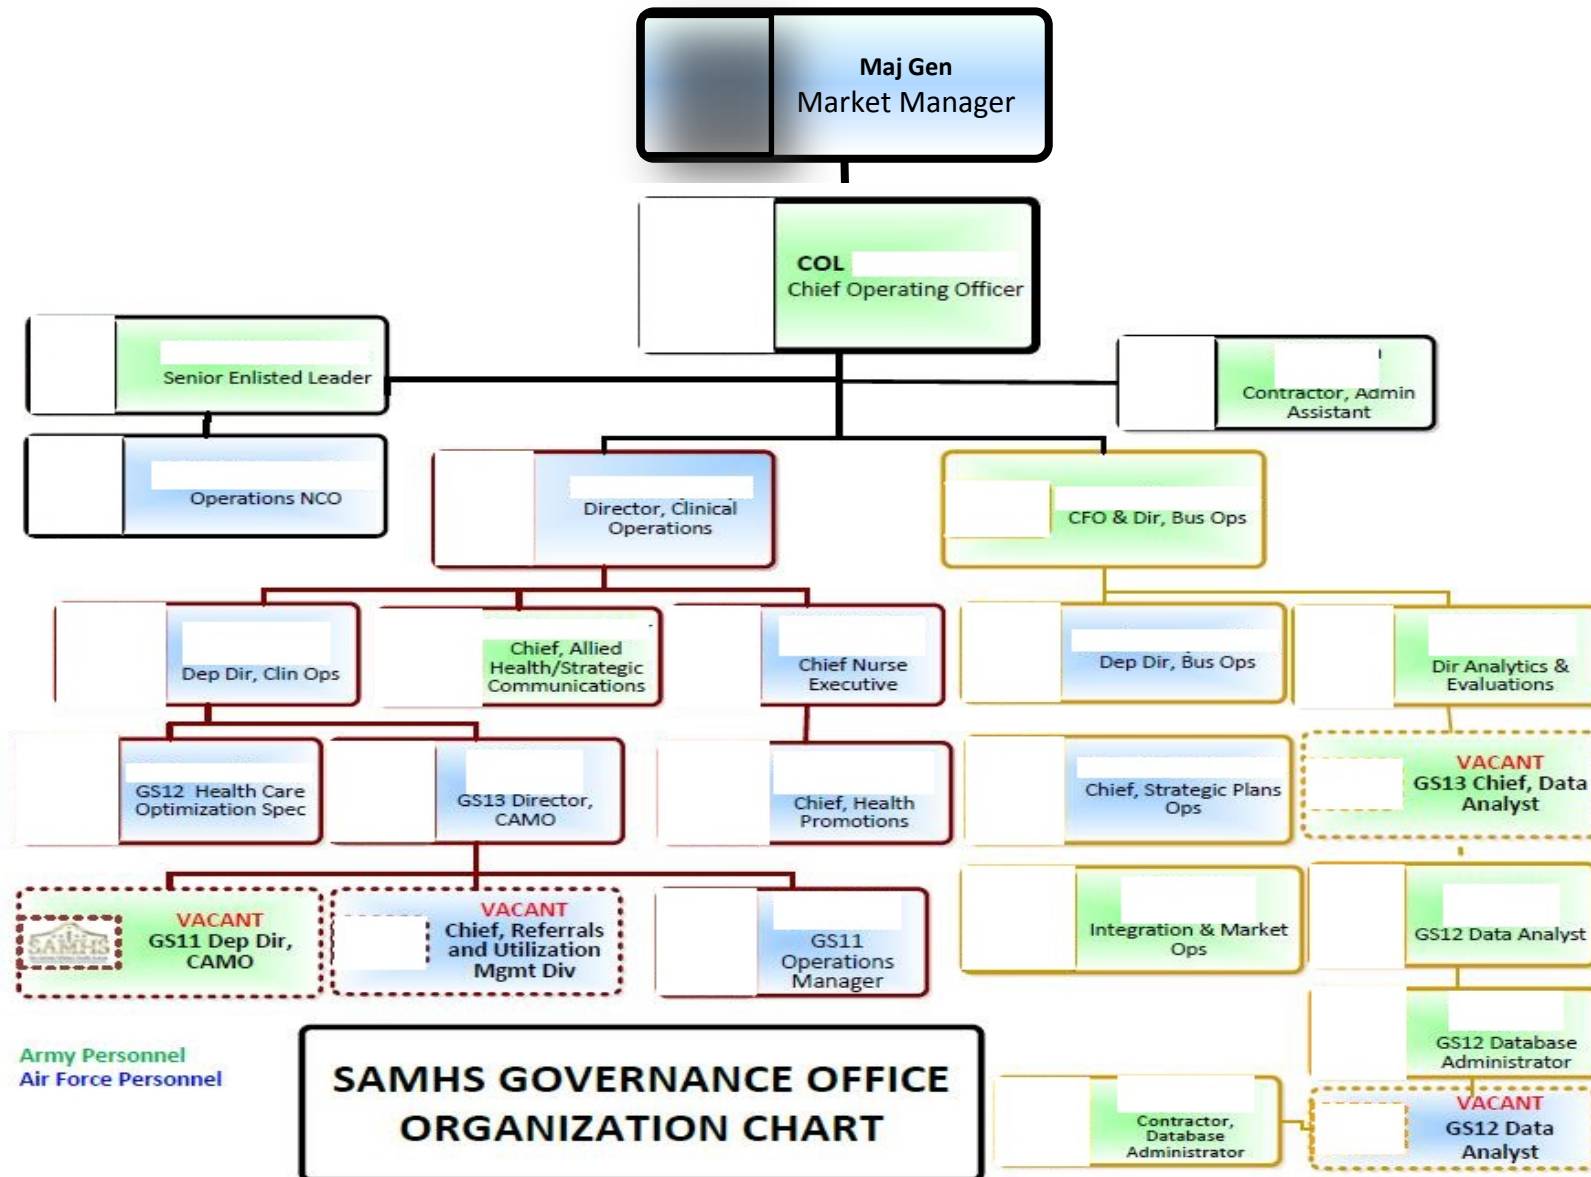 Maj Gen
Market Manager
COL
Chief Operating Officer
Senior Enlisted Leader
Contractor, Admin
Assistant
Operations NCO
Director, Clinical
Operations
CFO & Dir, Bus Ops
Dep Dir, Clin Ops
Chief, Allied
Health/Strategic
Communications
Chief Nurse
Executive
Dep Dir, Bus Ops
Dir Analytics &
Evaluations
GS12 Health Care
Optimization Spec
GS13 Director,
CAMO
Chief, Health
Promotions
Chief, Strategic Plans
Ops
VACANT
GS13 Chief, Data
Analyst
SAMHS
VACANT
GS11 Dep Dir,
CAMO
VACANT
Chief, Referrals
and Utilization
Mgmt Div
GS11
Operations
Manager
Integration & Market
Ops
GS12 Data Analyst
GS12 Database
Administrator
Army Personnel
Air Force Personnel
SAMHS GOVERNANCE OFFICE
ORGANIZATION CHART
Contractor,
Database
Administrator
VACANT
GS12 Data
Analyst